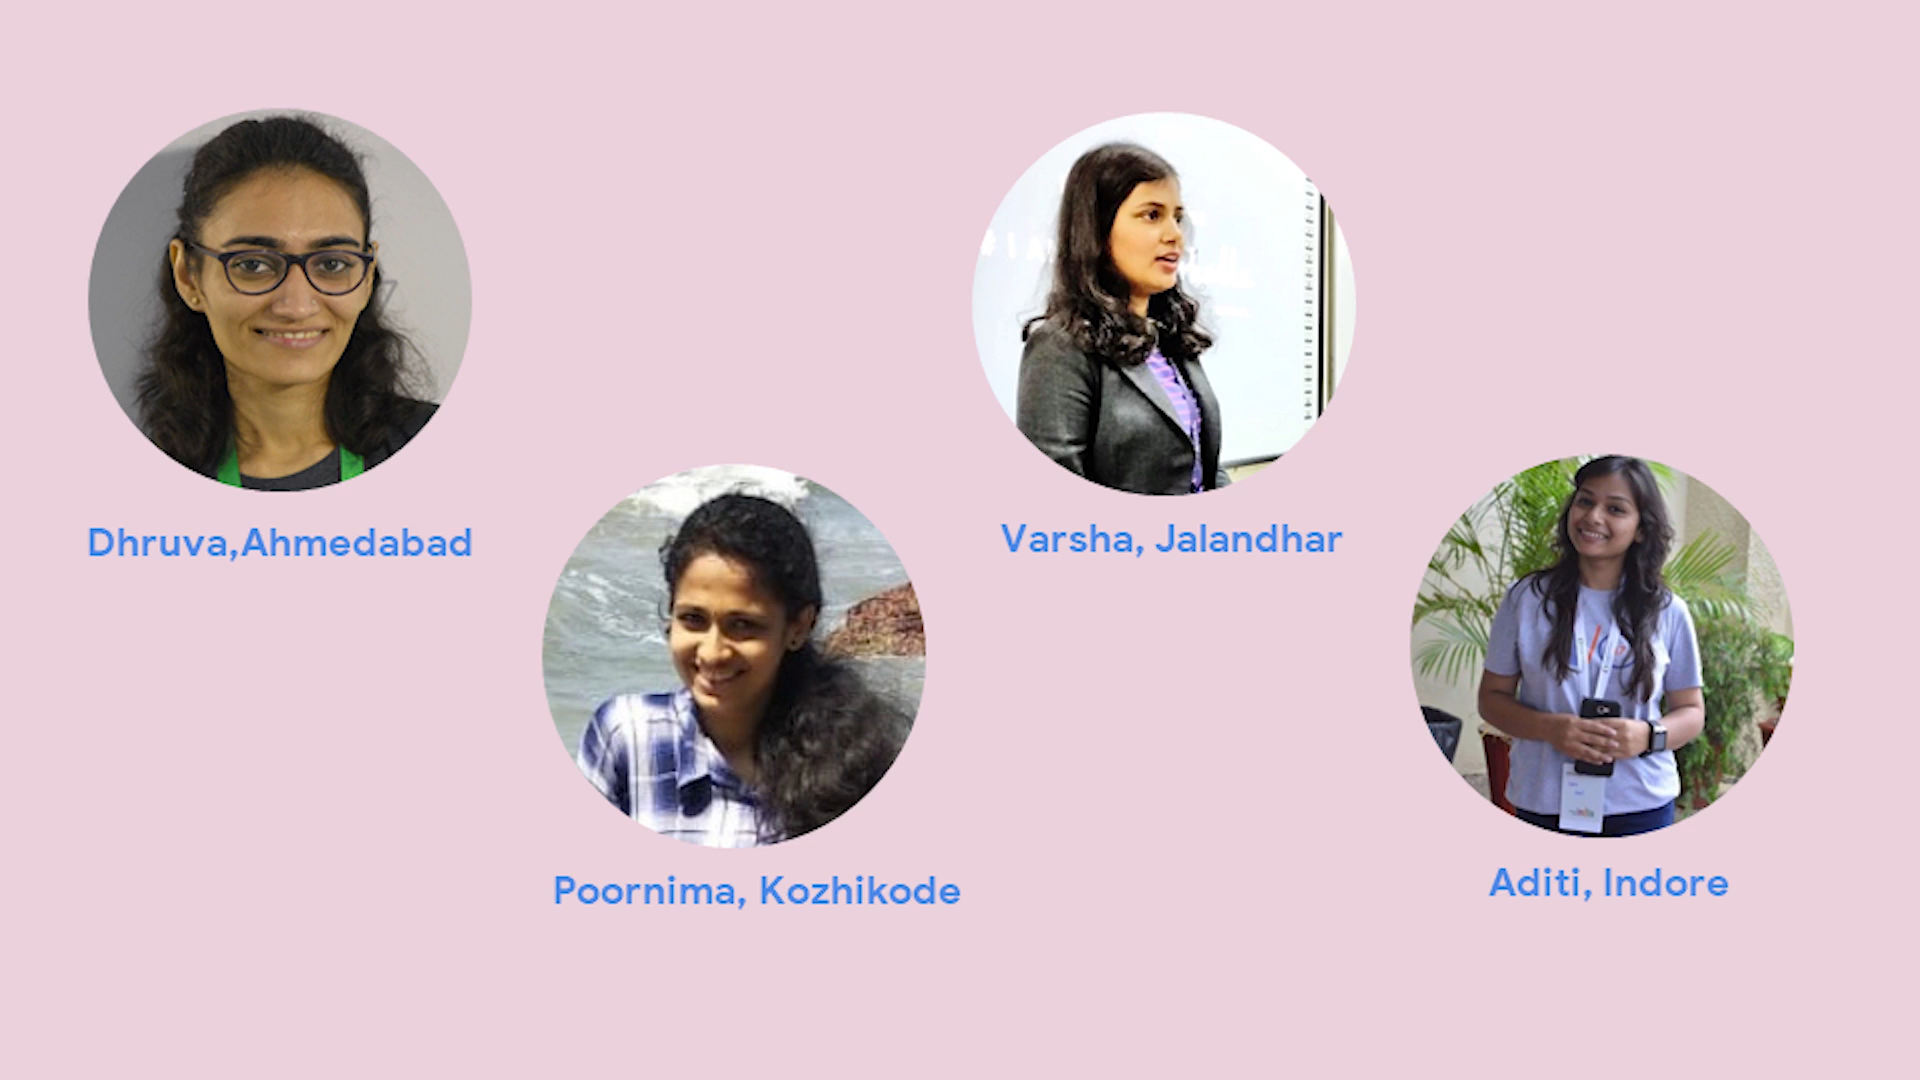 Dhruva,Ahmedabad
Varsha, Jalandhar
Poornima, Kozhikode
Aditi, Indore